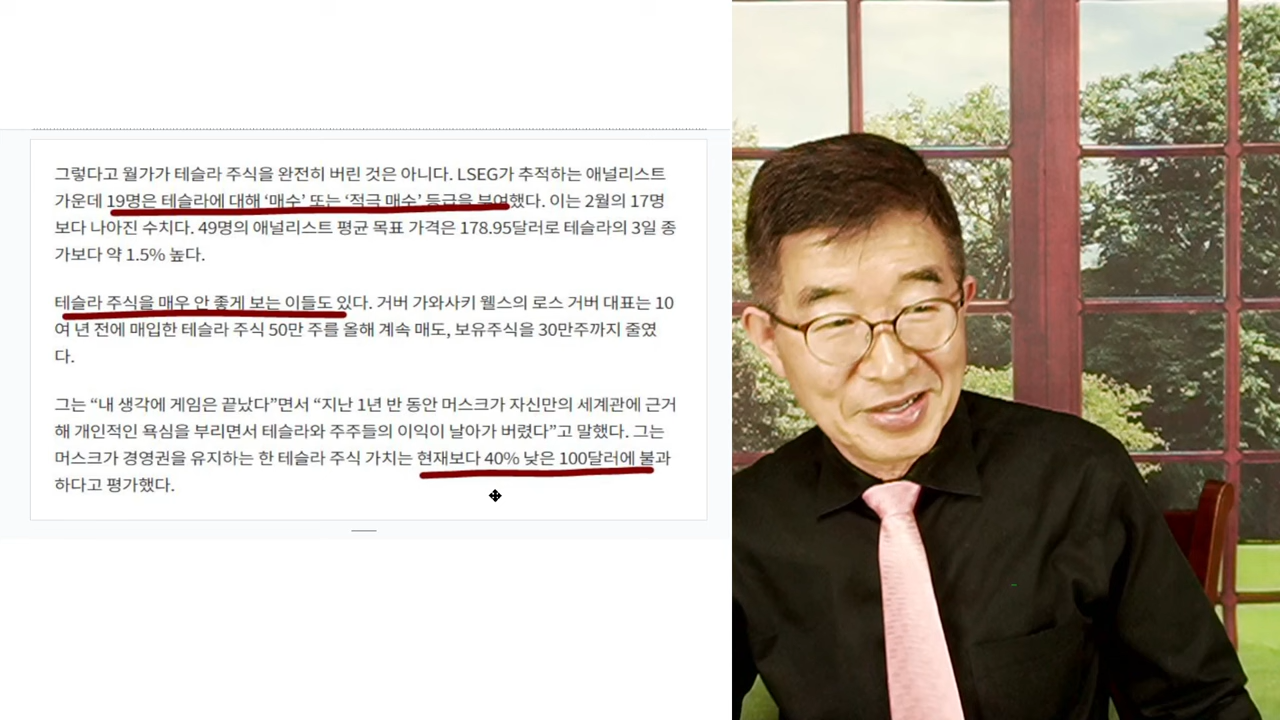 그렇다고 월가가 테슬라 주식을 완전히 버린 것은 아니다. LSEG가 추적하는 애널리스트
가운데 19명은 테슬라에 대해 ‘매수’ 또는 ‘적극 매수’ 등급을 부여했다. 이는 2월의 17명
보다 나아진 수치다. 49명의 애널리스트 평균 목표 가격은 178.95달러로 테슬라의 3일 종
가보다 약 1.5% 높다.
테슬라 주식을 매우 안 좋게 보는 이들도 있다. 거버 가와사키 웰스의 로스 거버 대표는 10
여 년 전에 매입한 테슬라 주식 50만 주를 올해 계속 매도, 보유주식을 30만주까지 줄였
다.
그는 “내 생각에 게임은 끝났다”면서 “지난 1년 반 동안 머스크가 자신만의 세계관에 근거
해 개인적인 욕심을 부리면서 테슬라와 주주들의 이익이 날아가 버렸다”고 말했다. 그는
머스크가 경영권을 유지하는 한 테슬라 주식 가치는 현재보다 40% 낮은 100달러에 불과
하다고 평가했다.